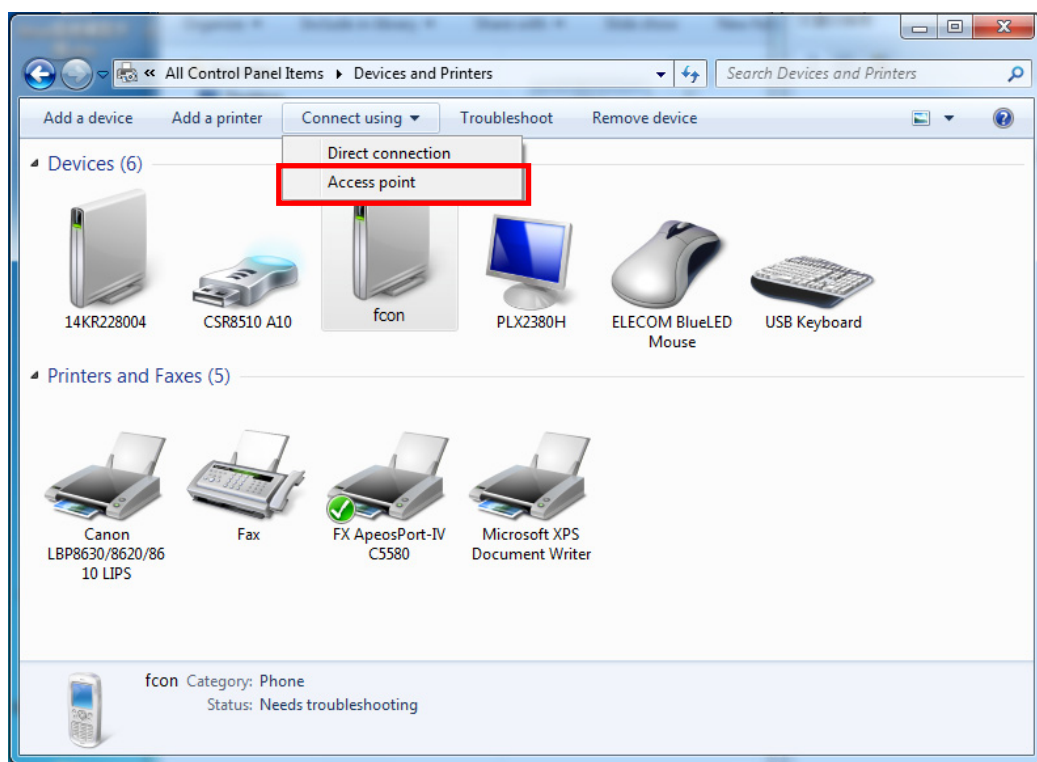 « All Control Panel Items ▸ Devices and Printers
Search Devices and Printers
Add a device Add a printer Connect using Troubleshoot Remove device
Direct connection
Access point
Devices (6)
14KR228004 CSR8510 A10 fcon PLX2380H ELECOM BlueLED USB Keyboard
Mouse
Printers and Faxes (5)
Canon Fax FX ApeosPort-IV Microsoft XPS
LBP8630/8620/86 C5580 Document Writer
10 LIPS
fcon Category: Phone
Status: Needs troubleshooting